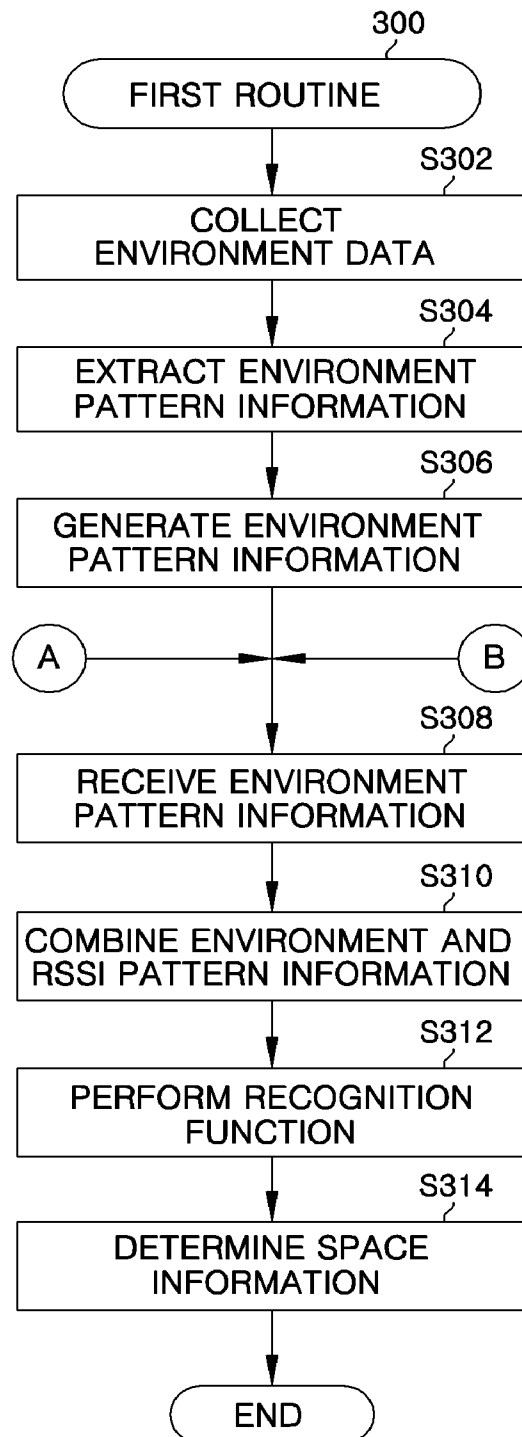 300
FIRST ROUTINE
S302
COLLECT
ENVIRONMENT DATA
S304
EXTRACT ENVIRONMENT
PATTERN INFORMATION
S306
GENERATE ENVIRONMENT
PATTERN INFORMATION
A
B
S308
RECEIVE ENVIRONMENT
PATTERN INFORMATION
S310
COMBINE ENVIRONMENT AND
RSSI PATTERN INFORMATION
S312
PERFORM RECOGNITION
FUNCTION
S314
DETERMINE SPACE
INFORMATION
END